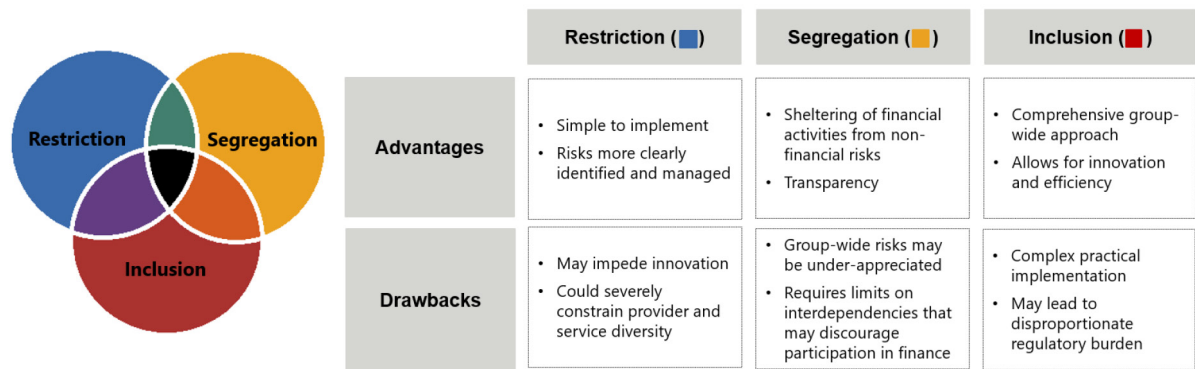 Restriction
Segregation
Inclusion
Restriction ( )
Segregation ( )
Inclusion ( )
Advantages
• Simple to implement
• Risks more clearly
identified and managed
• Sheltering of financial
activities from non-
financial risks
• Transparency
• Comprehensive group-
wide approach
• Allows for innovation
and efficiency
Drawbacks
• May impede innovation
• Could severely
constrain provider and
service diversity
• Group-wide risks may
be under-appreciated
• Requires limits on
interdependencies that
may discourage
participation in finance
• Complex practical
implementation
• May lead to
disproportionate
regulatory burden